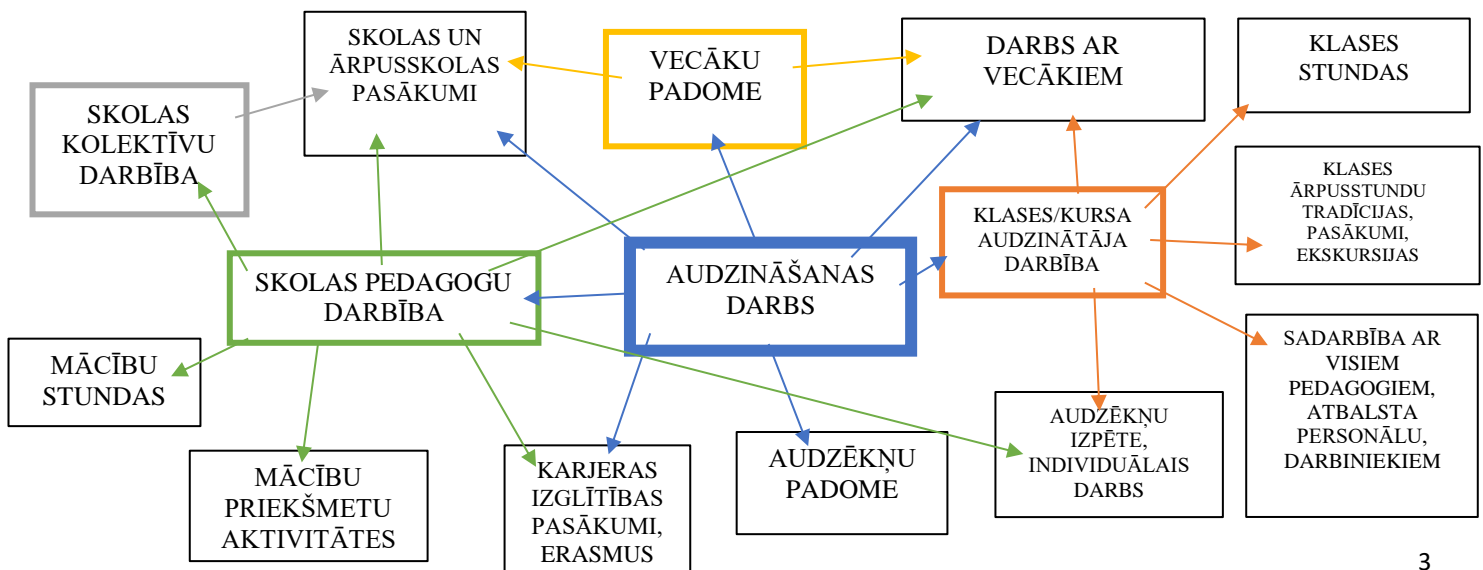 SKOLAS UN
ĀRPUSSKOLAS
PASĀKUMI
VECĀKU
PADOME
DARBS AR
VECĀKIEM
KLASES
STUNDAS
SKOLAS
KOLEKTĪVU
DARBĪBA
KLASES
ĀRPUSSTUNDU
TRADĪCIJAS,
PASĀKUMI,
EKSKURSIJAS
SKOLAS PEDAGOGU
DARBĪBA
AUDZINĀŠANAS
DARBS
KLASES/KURSA
AUDZINĀTĀJA
DARBĪBA
MĀCĪBU
STUNDAS
SADARBĪBA AR
VISIEM
PEDAGOGIEM,
ATBALSTA
PERSONĀLU,
DARBINIEKIEM
MĀCĪBU
PRIEKŠMETU
AKTIVITĀTES
KARJERAS
IZGLĪTĪBAS
PASĀKUMI,
ERASMUS
AUDZĒKŅU
PADOME
AUDZĒKŅU
IZPĒTE,
INDIVIDUĀLAIS
DARBS
3